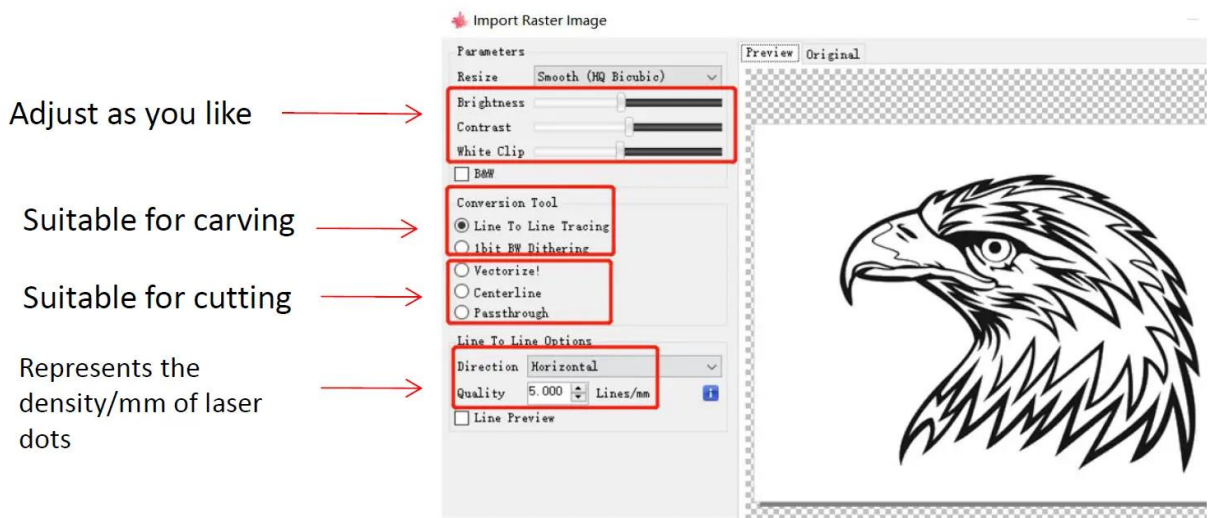 Import Raster Image
Parameters
Preview Original
Resize Smooth (HQ Bicubic)
Adjust as you like
Brightness
Contrast
White Clip
B&W
Suitable for carving
Conversion Tool
Line To Line Tracing
1bit BW Dithering
Suitable for cutting
Vectorize!
Centerline
Passthrough
Represents the
density/mm of laser
dots
Line To Line Options
Direction Horizontal
Quality 5.000 Lines/mm
Line Preview